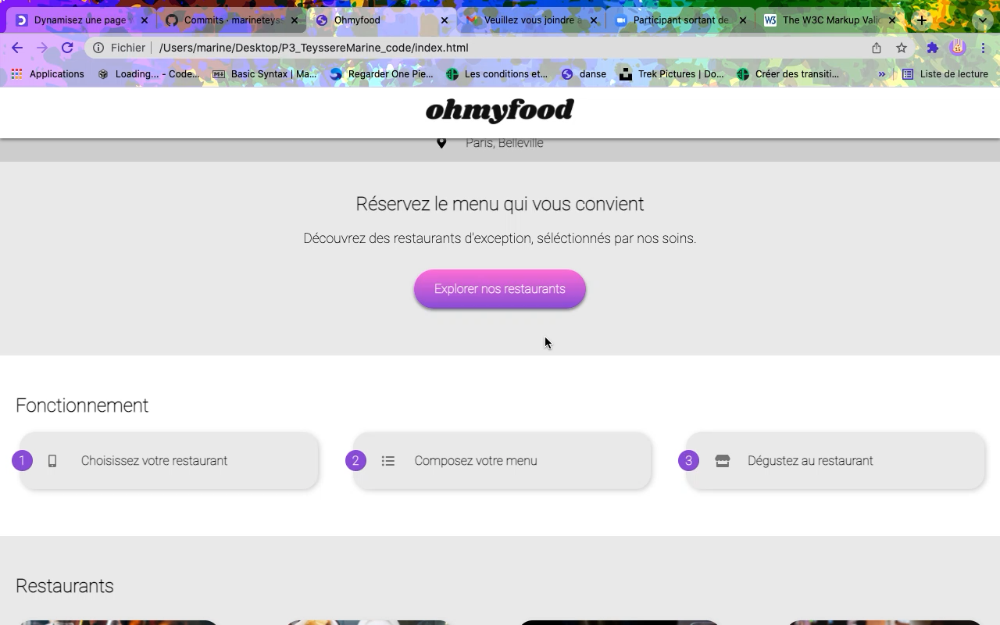 Dynamisez une page
Commits · marineteyss
Ohmyfood
Veuillez vous joindre a
Participant sortant de
The W3C Markup Valid
Fichier
/Users/marine/Desktop/P3_TeyssereMarine_code/index.html
Applications
Loading... - Code...
Basic Syntax | Ma...
Regarder One Pie...
Les conditions et...
danse
Trek Pictures | Do...
Créer des transiti...
»
Liste de lecture
ohmyfood
Paris, Belleville
Réservez le menu qui vous convient
Découvrez des restaurants d'exception, séléctionnés par nos soins.
Explorer nos restaurants
Fonctionnement
1 Choisissez votre restaurant
2 Composez votre menu
3 Dégustez au restaurant
Restaurants